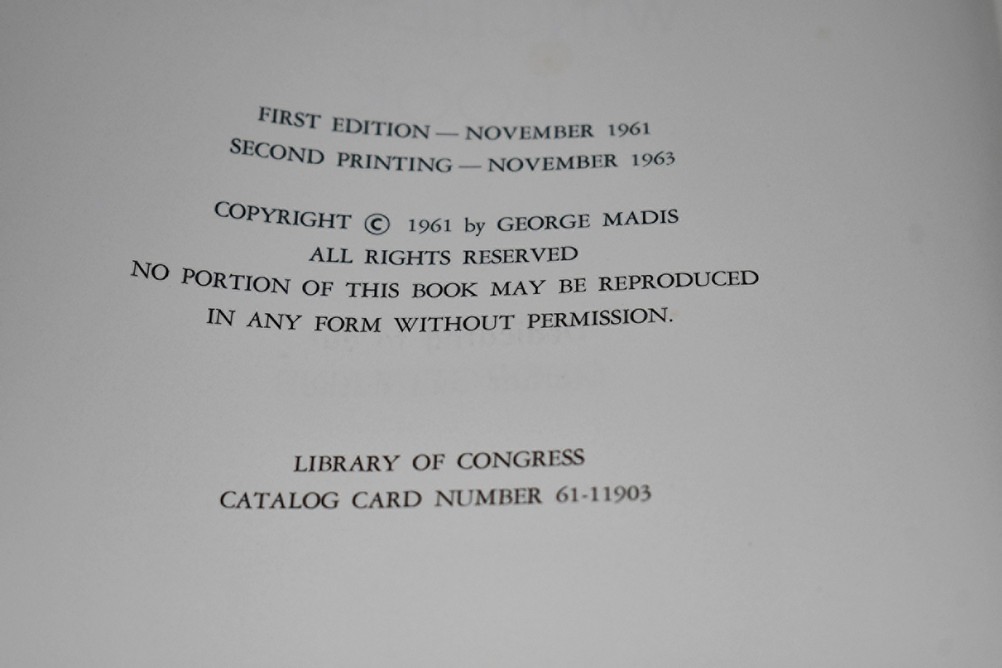 FIRST EDITION — NOVEMBER 1961
SECOND PRINTING — NOVEMBER 1963
COPYRIGHT © 1961 by GEORGE MADIS
ALL RIGHTS RESERVED
NO PORTION OF THIS BOOK MAY BE REPRODUCED
IN ANY FORM WITHOUT PERMISSION.
LIBRARY OF CONGRESS
CATALOG CARD NUMBER 61-11903